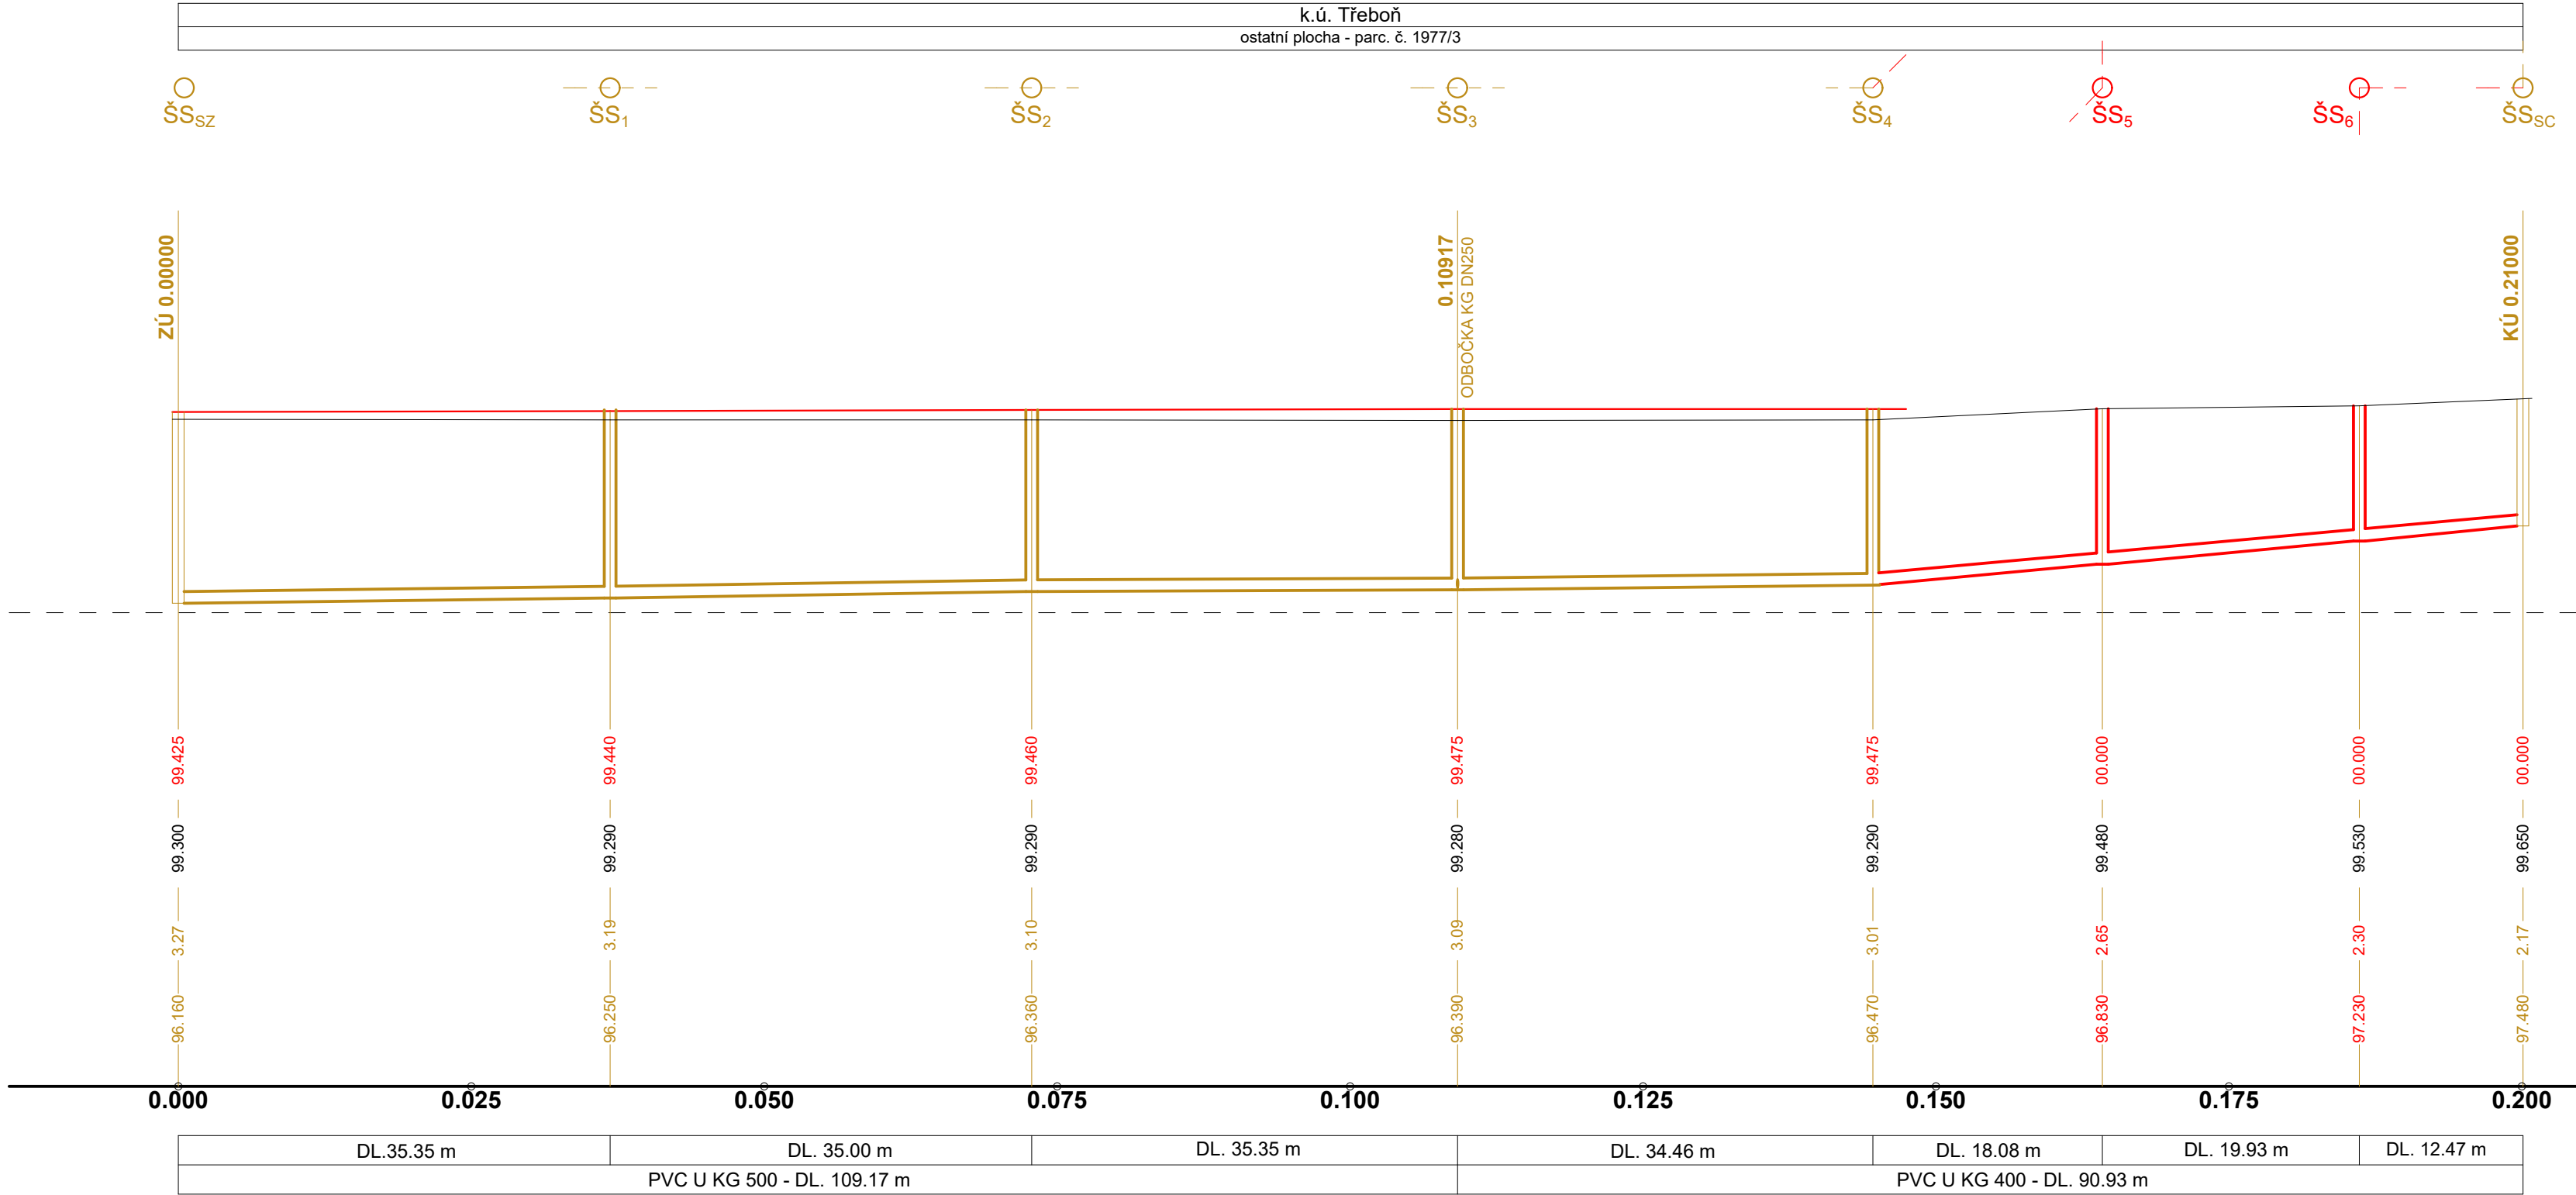 k.ú. Třeboň
ostatní plocha - parc. č. 1977/3
ŠSSZ
ŠS1
ŠS2
ŠS3
ŠS4
ŠS5
ŠS6
ŠSSC
ZÚ 0.00000
0.10917
ODBOČKA KG DN250
KÚ 0.21000
99.425
99.440
99.460
99.475
99.475
00.000
00.000
00.000
99.300
99.290
99.290
99.280
99.290
99.480
99.530
99.650
3.27
3.19
3.10
3.09
3.01
2.65
2.30
2.17
96.160
96.250
96.360
96.390
96.470
96.830
97.230
97.480
0.000
0.025
0.050
0.075
0.100
0.125
0.150
0.175
0.200
DL.35.35 m
DL. 35.00 m
DL. 35.35 m
DL. 34.46 m
DL. 18.08 m
DL. 19.93 m
DL. 12.47 m
PVC U KG 500 - DL. 109.17 m
PVC U KG 400 - DL. 90.93 m